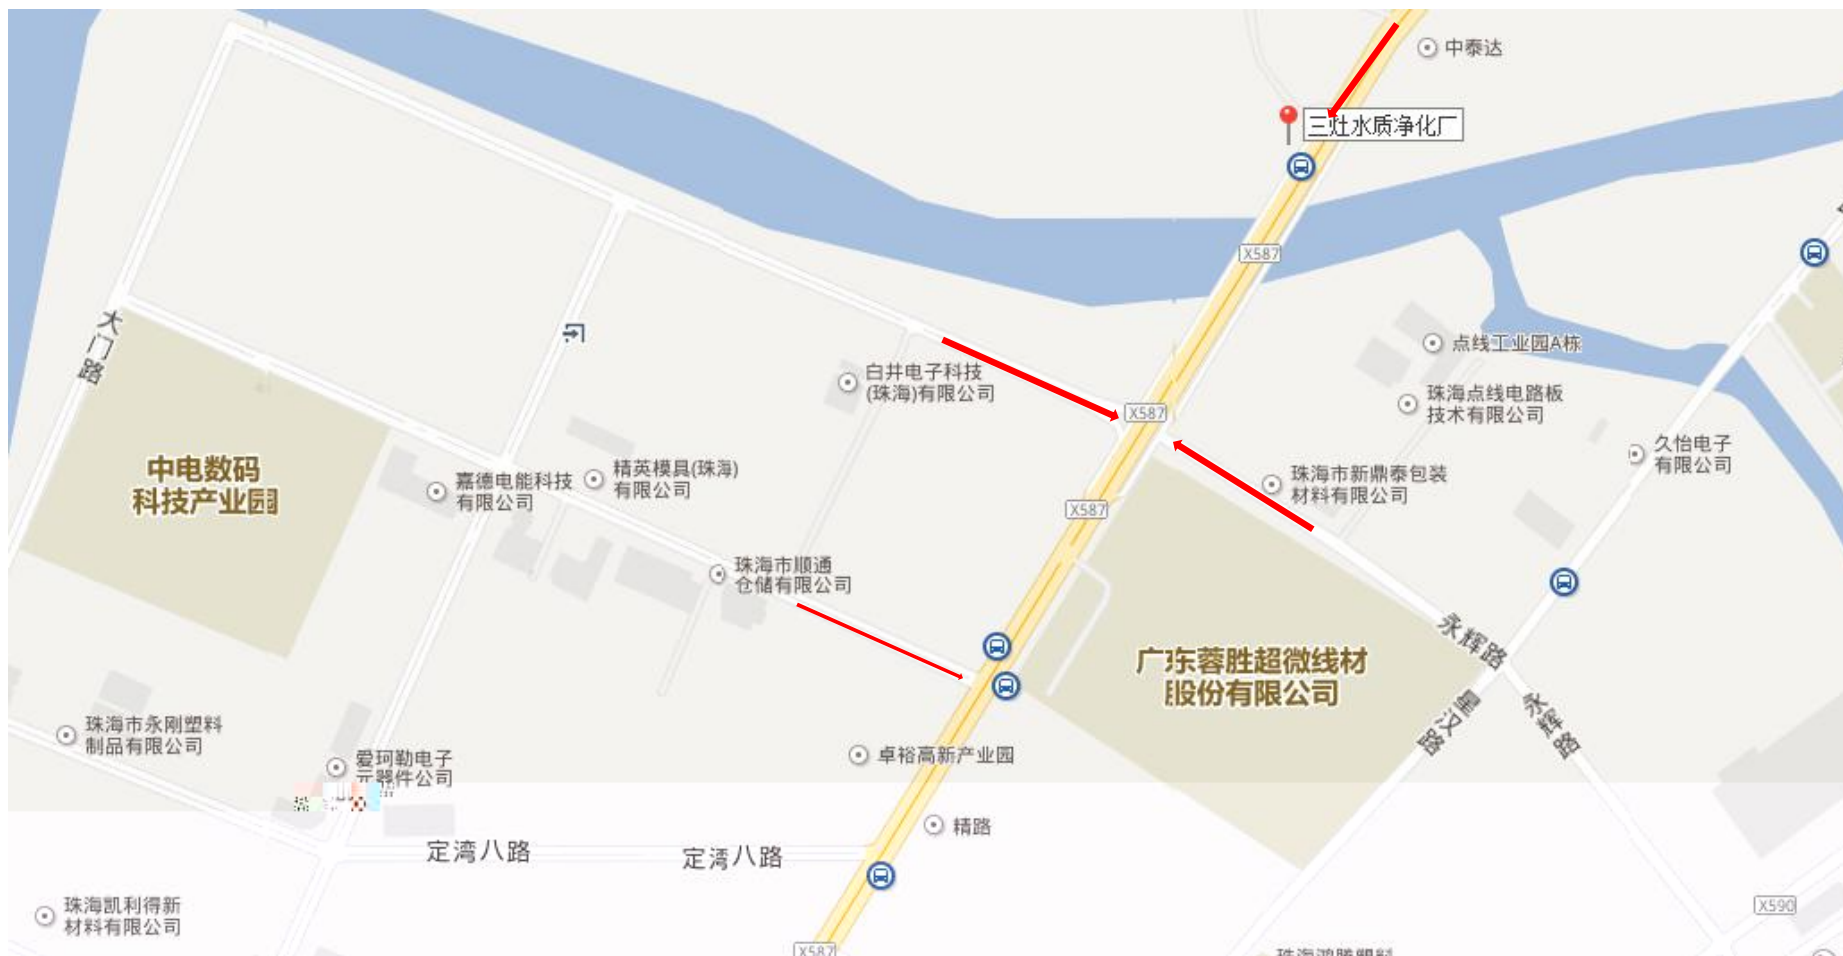 中泰达
三灶水质净化厂
X587
点线工业园A栋
大门路
白井电子科技
(珠海)有限公司
珠海点线电路板
技术有限公司
X587
久怡电子
有限公司
中电数码
科技产业园
嘉德电能科技
有限公司
精英模具(珠海)
有限公司
珠海市新鼎泰包装
材料有限公司
X587
珠海市顺通
仓储有限公司
永辉路
广东蓉胜超微线材
股份有限公司
星汉路
永辉路
珠海市永刚塑料
制品有限公司
爱珂勒电子
元器件公司
卓裕高新产业园
精路
定湾八路
定湾八路
珠海凯利得新
材料有限公司
X590
X587